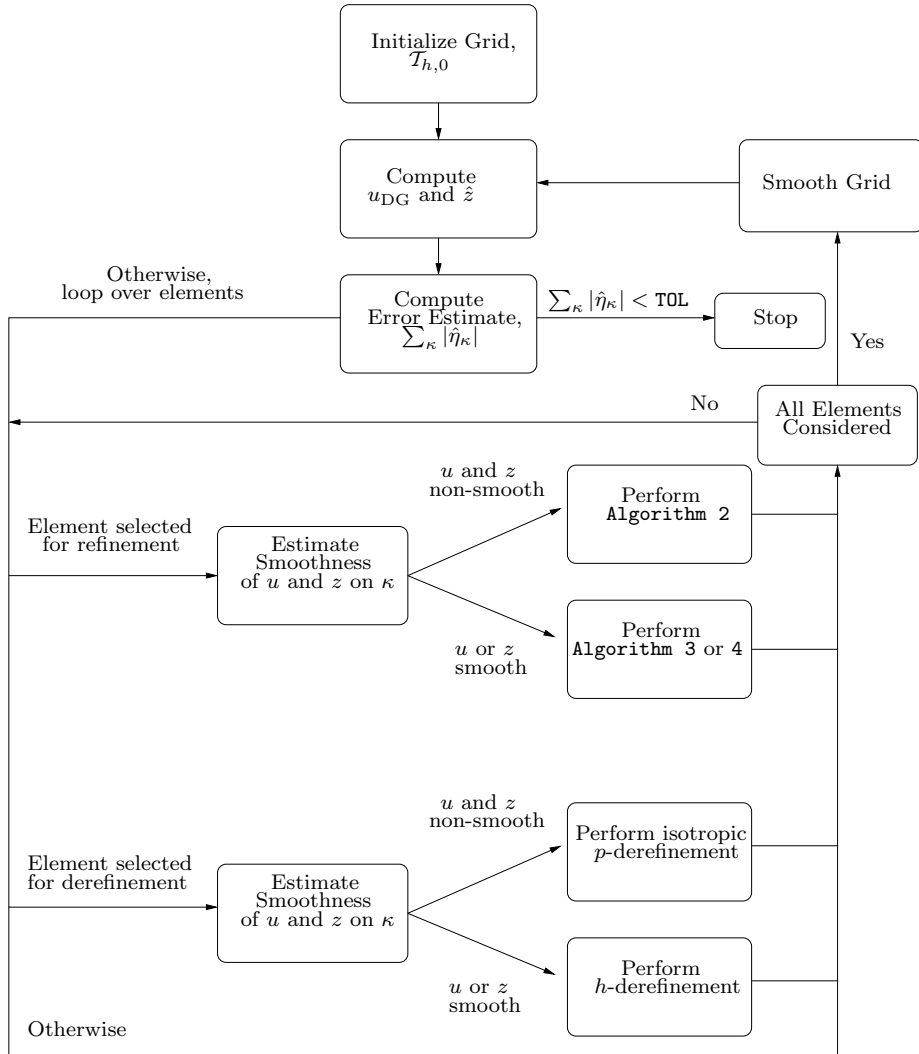 Initialize Grid,
𝒯h,0
Compute
uDG and ẑ
Smooth Grid
Otherwise,
loop over elements
Compute
Error Estimate,
∑κ |η̂κ|
∑κ |η̂κ| < TOL
Stop
Yes
No
All Elements
Considered
u and z
non-smooth
Perform
Algorithm 2
Element selected
for refinement
Estimate
Smoothness
of u and z on κ
u or z
smooth
Perform
Algorithm 3 or 4
u and z
non-smooth
Perform isotropic
p-derefinement
Element selected
for derefinement
Estimate
Smoothness
of u and z on κ
u or z
smooth
Perform
h-derefinement
Otherwise